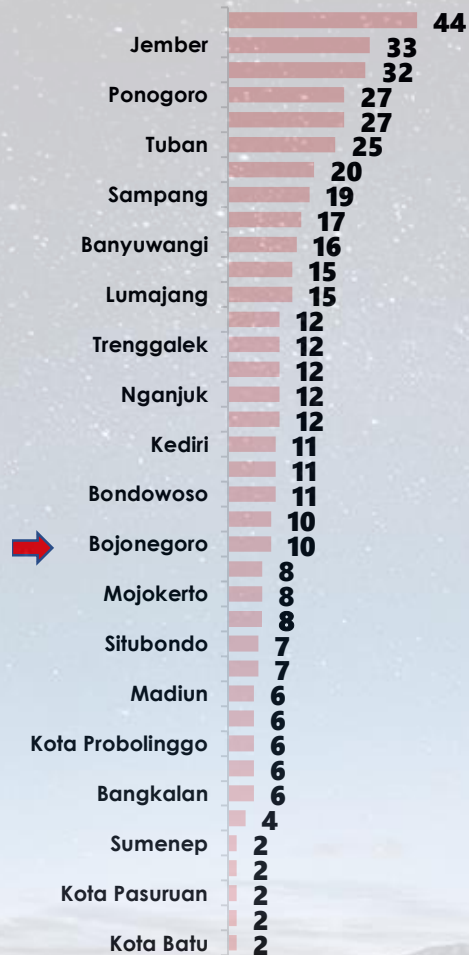 44
Jember 33
32
Ponogoro 27
27
Tuban 25
20
Sampang 19
17
Banyuwangi 16
15
Lumajang 15
12
Trenggalek 12
12
Nganjuk 12
12
Kediri 11
11
Bondowoso 11
10
Bojonegoro 10
8
Mojokerto 8
8
Situbondo 7
7
Madiun 6
6
Kota Probolinggo 6
6
Bangkalan 6
4
Sumenep 2
2
Kota Pasuruan 2
2
Kota Batu 2